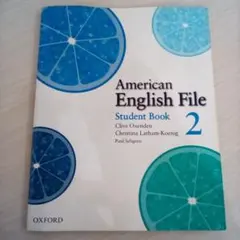 American
English File
Student Book 2
Clive Oxenden
Christina Latham-Koenig
Paul Seligson
OXFORD